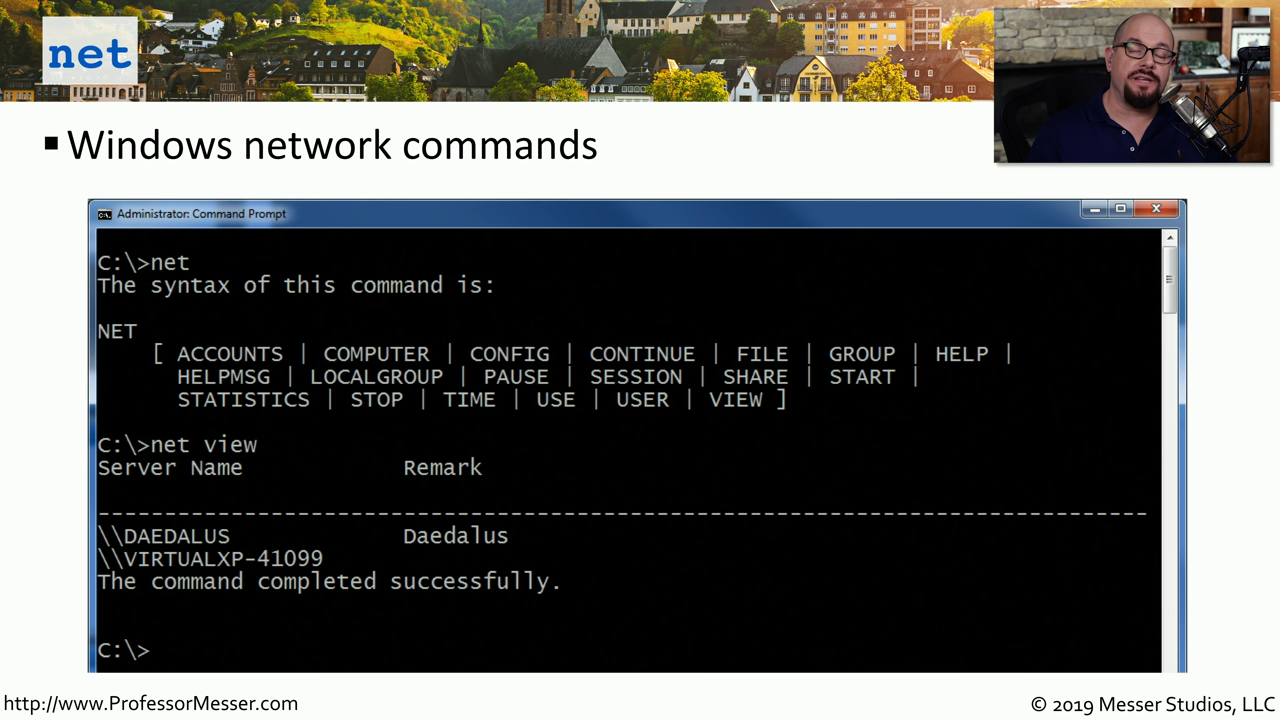 net
▪ Windows network commands
Administrator: Command Prompt
C:\>net
The syntax of this command is:
NET
[ ACCOUNTS | COMPUTER | CONFIG | CONTINUE | FILE | GROUP | HELP |
HELPMSG | LOCALGROUP | PAUSE | SESSION | SHARE | START |
STATISTICS | STOP | TIME | USE | USER | VIEW ]
C:\>net view
Server Name Remark
-------------------------------------------------------------------------------
\\DAEDALUS Daedalus
\\VIRTUALXP-41099
The command completed successfully.
C:\>
http://www.ProfessorMesser.com
© 2019 Messer Studios, LLC